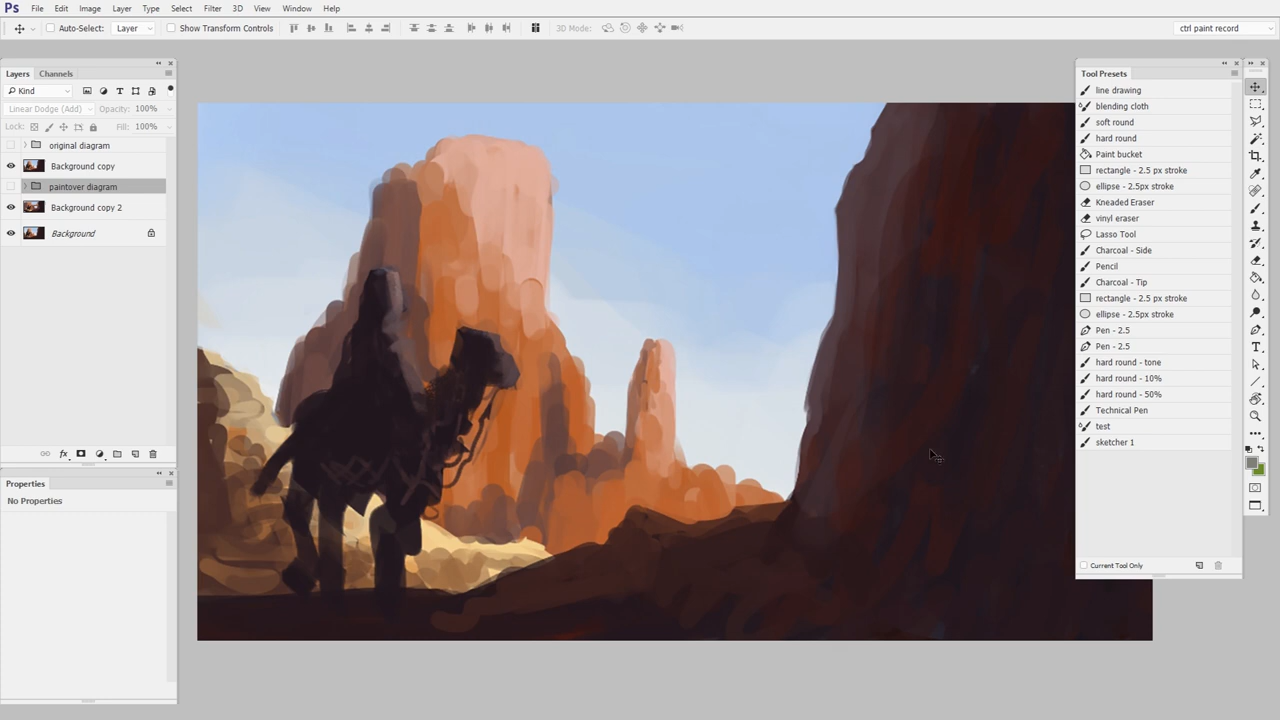 Ps File Edit Image Layer Type Select Filter 3D View Window Help
Auto-Select: Layer Show Transform Controls 3D Mode: ctrl paint record
Layers Channels
Kind
Linear Dodge (Add) Opacity: 100%
Lock: Fill: 100%
original diagram
Background copy
paintover diagram
Background copy 2
Background
fx
Properties
No Properties
Tool Presets
line drawing
blending cloth
soft round
hard round
Paint bucket
rectangle - 2.5 px stroke
ellipse - 2.5px stroke
Kneaded Eraser
vinyl eraser
Lasso Tool
Charcoal - Side
Pencil
Charcoal - Tip
rectangle - 2.5 px stroke
ellipse - 2.5px stroke
Pen - 2.5
Pen - 2.5
hard round - tone
hard round - 10%
hard round - 50%
Technical Pen
test
sketcher 1
Current Tool Only